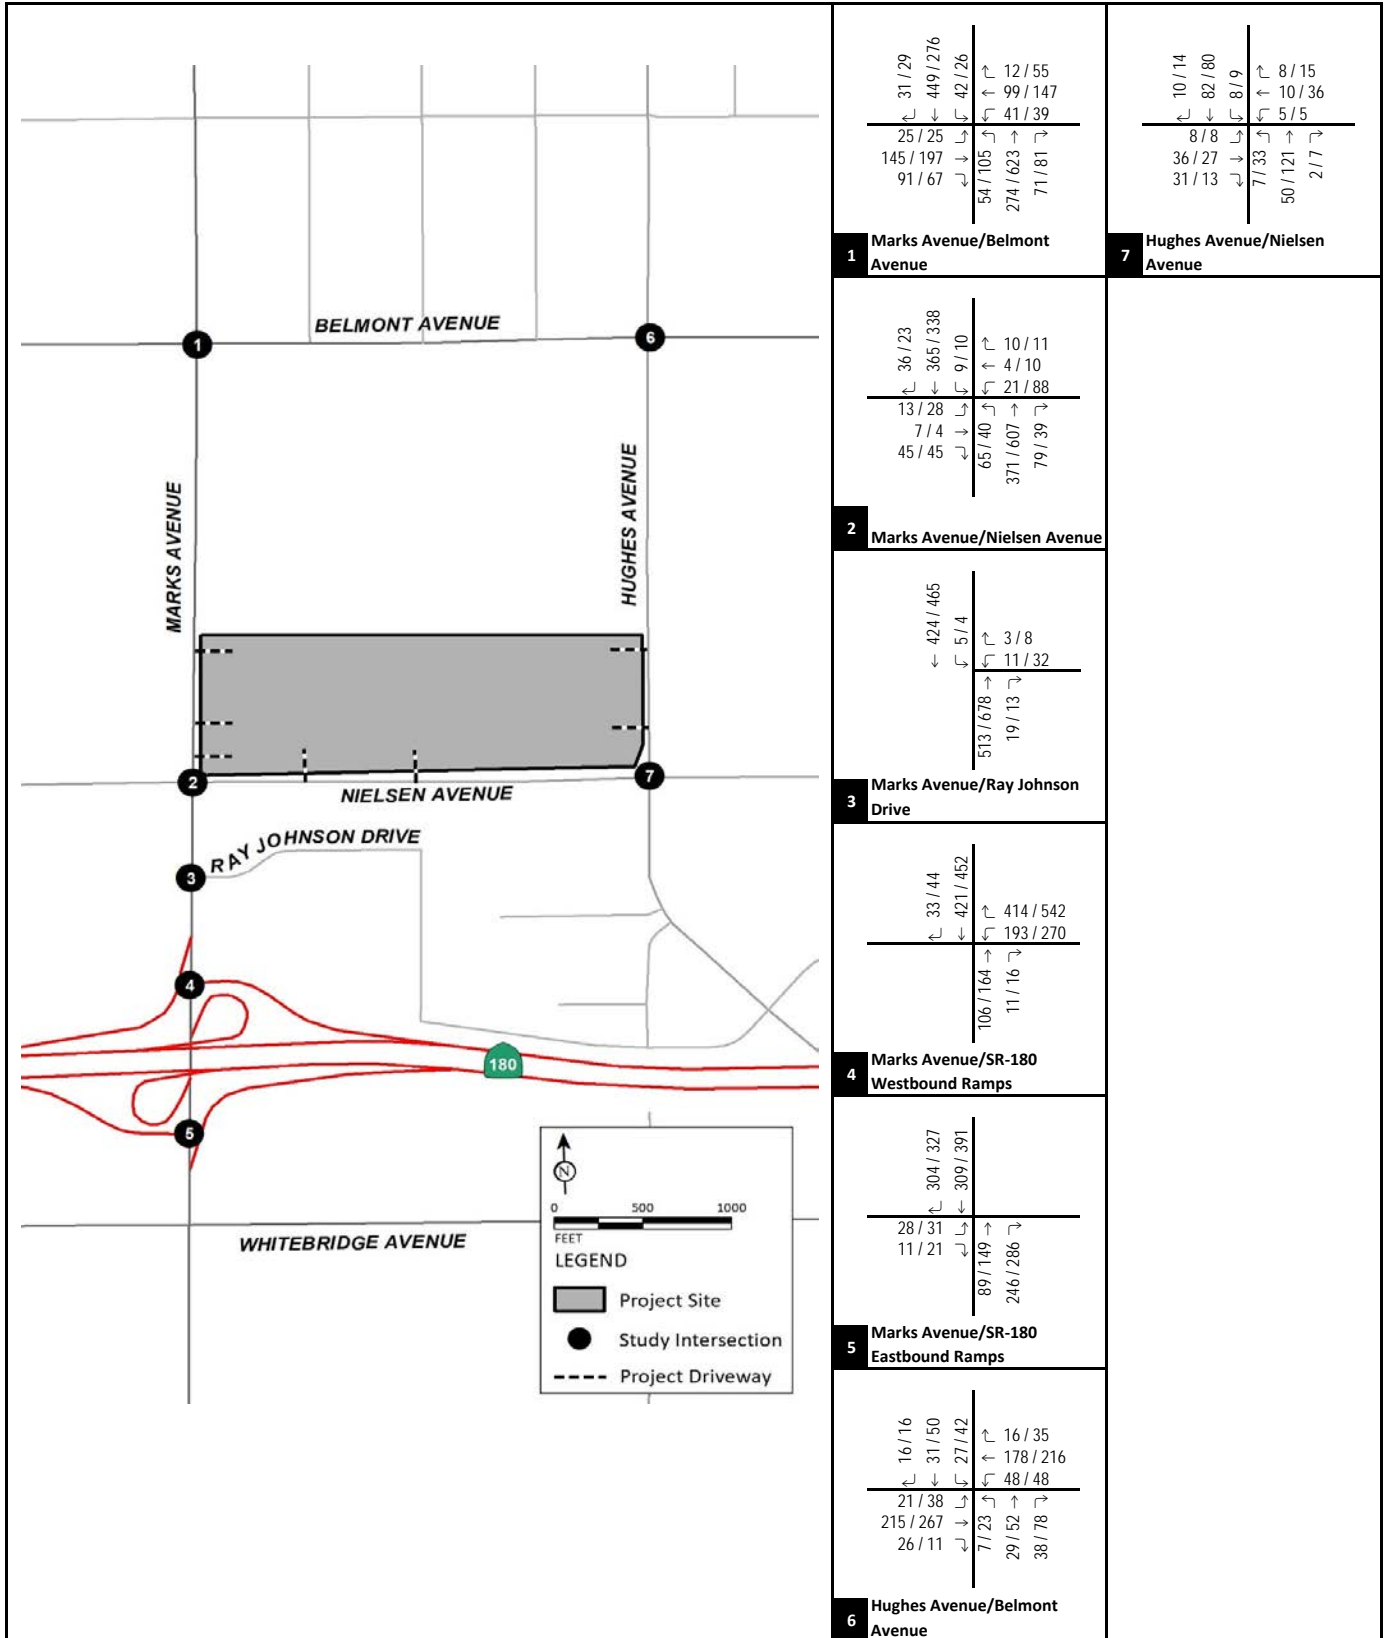 BELMONT AVENUE
1
6
MARKS AVENUE
HUGHES AVENUE
2
7
NIELSEN AVENUE
RAY JOHNSON DRIVE
3
4
180
5
WHITEBRIDGE AVENUE
N
0 500 1000
FEET
LEGEND
Project Site
Study Intersection
Project Driveway
31 / 29
449 / 276
42 / 26
12 / 55
99 / 147
41 / 39
25 / 25
145 / 197
91 / 67
54 / 105
274 / 623
71 / 81
1 Marks Avenue/Belmont
Avenue
10 / 14
82 / 80
8 / 9
8 / 15
10 / 36
5 / 5
8 / 8
36 / 27
31 / 13
7 / 33
50 / 121
2 / 7
7 Hughes Avenue/Nielsen
Avenue
36 / 23
365 / 338
9 / 10
10 / 11
4 / 10
21 / 88
13 / 28
7 / 4
45 / 45
65 / 40
371 / 607
79 / 39
2 Marks Avenue/Nielsen Avenue
424 / 465
5 / 4
3 / 8
11 / 32
513 / 678
19 / 13
3 Marks Avenue/Ray Johnson
Drive
33 / 44
421 / 452
414 / 542
193 / 270
106 / 164
11 / 16
4 Marks Avenue/SR-180
Westbound Ramps
304 / 327
309 / 391
28 / 31
11 / 21
89 / 149
246 / 286
5 Marks Avenue/SR-180
Eastbound Ramps
16 / 16
31 / 50
27 / 42
16 / 35
178 / 216
48 / 48
21 / 38
215 / 267
26 / 11
7 / 23
29 / 52
38 / 78
6 Hughes Avenue/Belmont
Avenue